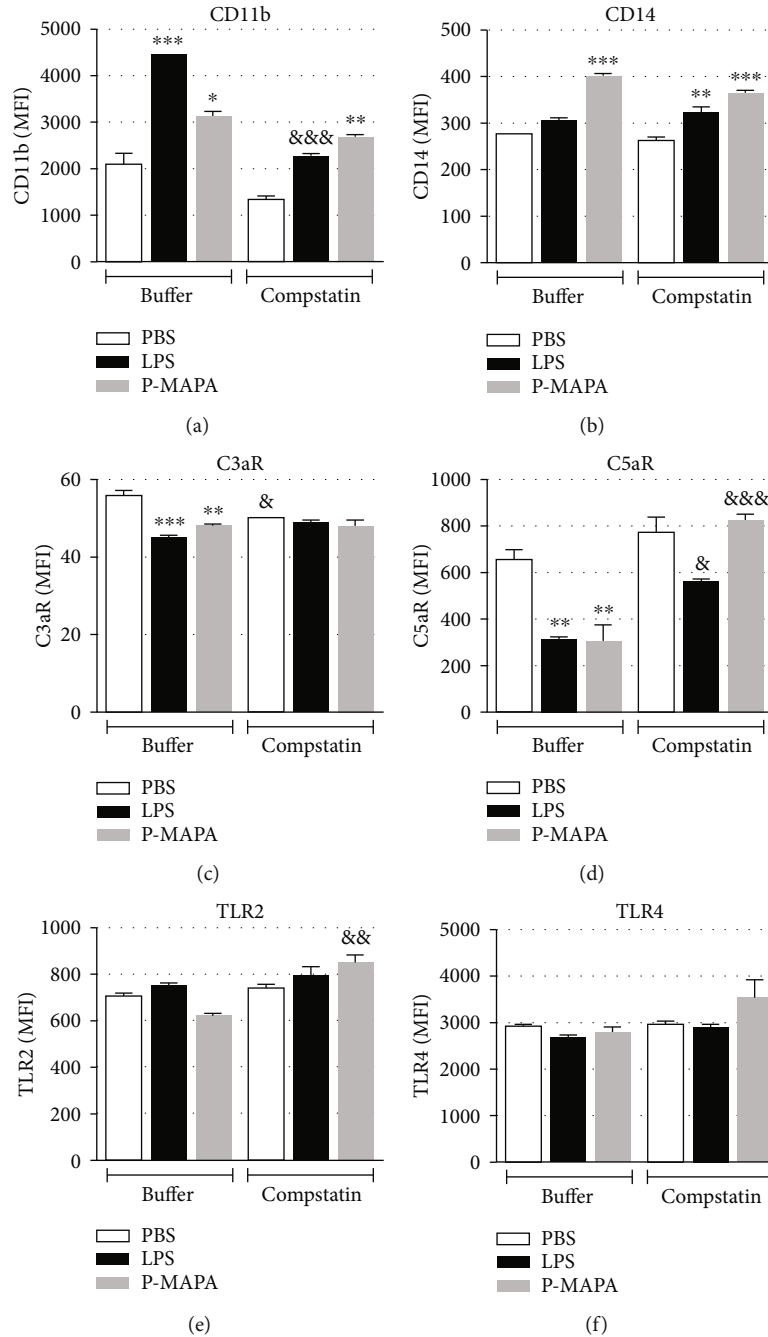 CD11b
CD11b (MFI)
5000
***
4000
*
3000
**
&&&
2000
1000
0
Buffer
Compstatin
PBS
LPS
P-MAPA
(a)
CD14
CD14 (MFI)
500
***
***
400
**
300
200
100
0
Buffer
Compstatin
PBS
LPS
P-MAPA
(b)
C3aR
C3aR (MFI)
60
&
***
**
40
20
0
Buffer
Compstatin
PBS
LPS
P-MAPA
(c)
C5aR
C5aR (MFI)
1000
&&&
800
&
600
**
**
400
200
0
Buffer
Compstatin
PBS
LPS
P-MAPA
(d)
TLR2
TLR2 (MFI)
1000
&&
800
600
400
200
0
Buffer
Compstatin
PBS
LPS
P-MAPA
(e)
TLR4
TLR4 (MFI)
5000
4000
3000
2000
1000
0
Buffer
Compstatin
PBS
LPS
P-MAPA
(f)